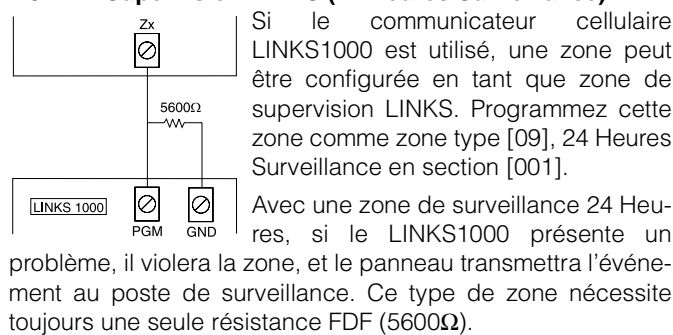 Zx
5600Ω
LINKS 1000
PGM
GND
Si le communicateur cellulaire
LINKS1000 est utilisé, une zone peut
être configurée en tant que zone de
supervision LINKS. Programmez cette
zone comme zone type [09], 24 Heures
Surveillance en section [001].
Avec une zone de surveillance 24 Heu-
res, si le LINKS1000 présente un
problème, il violera la zone, et le panneau transmettra l'événe-
ment au poste de surveillance. Ce type de zone nécessite
toujours une seule résistance FDF (5600Ω).